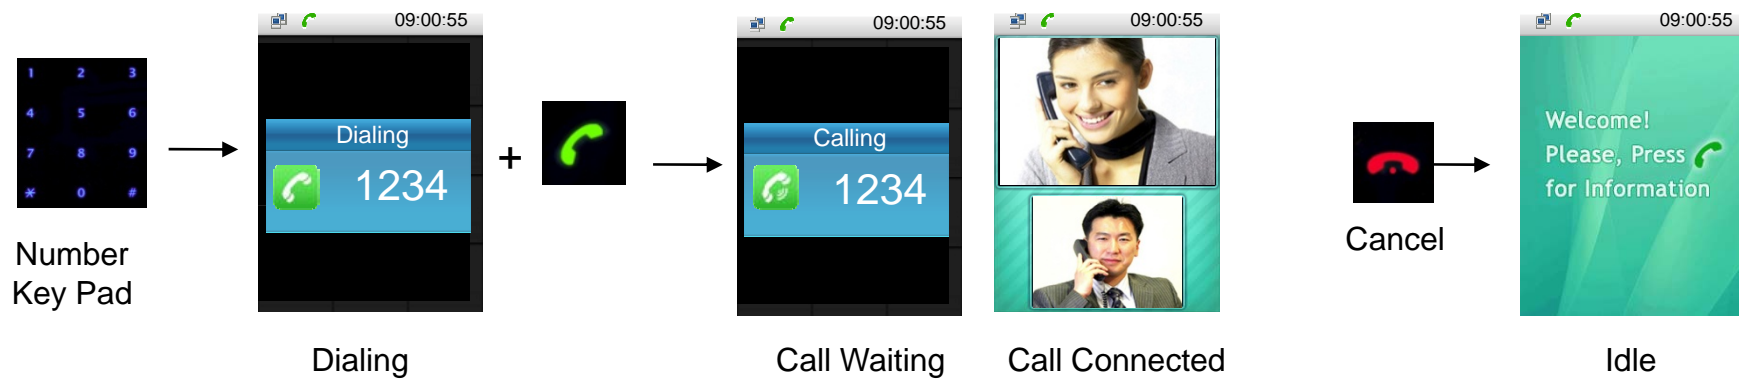 09:00:55
09:00:55
09:00:55
09:00:55
1 2 3
4 5 6
7 8 9
* 0 #
Dialing
1234
+
Calling
1234
Welcome!
Please, Press
for Information
Number
Key Pad
Cancel
Dialing
Call Waiting
Call Connected
Idle